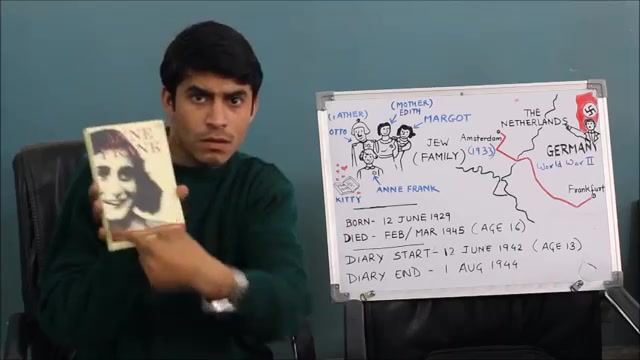 ANNE
FRANK
(FATHER)
OTTO
(MOTHER)
EDITH
MARGOT
ANNE FRANK
KITTY
JEW
(FAMILY)
THE
NETHERLANDS
Amsterdam
(1933)
GERMANY
World War II
Frankfurt
BORN- 12 JUNE 1929
DIED- FEB/MAR 1945 (AGE 16)
DIARY START- 12 JUNE 1942 (AGE 13)
DIARY END - 1 AUG 1944